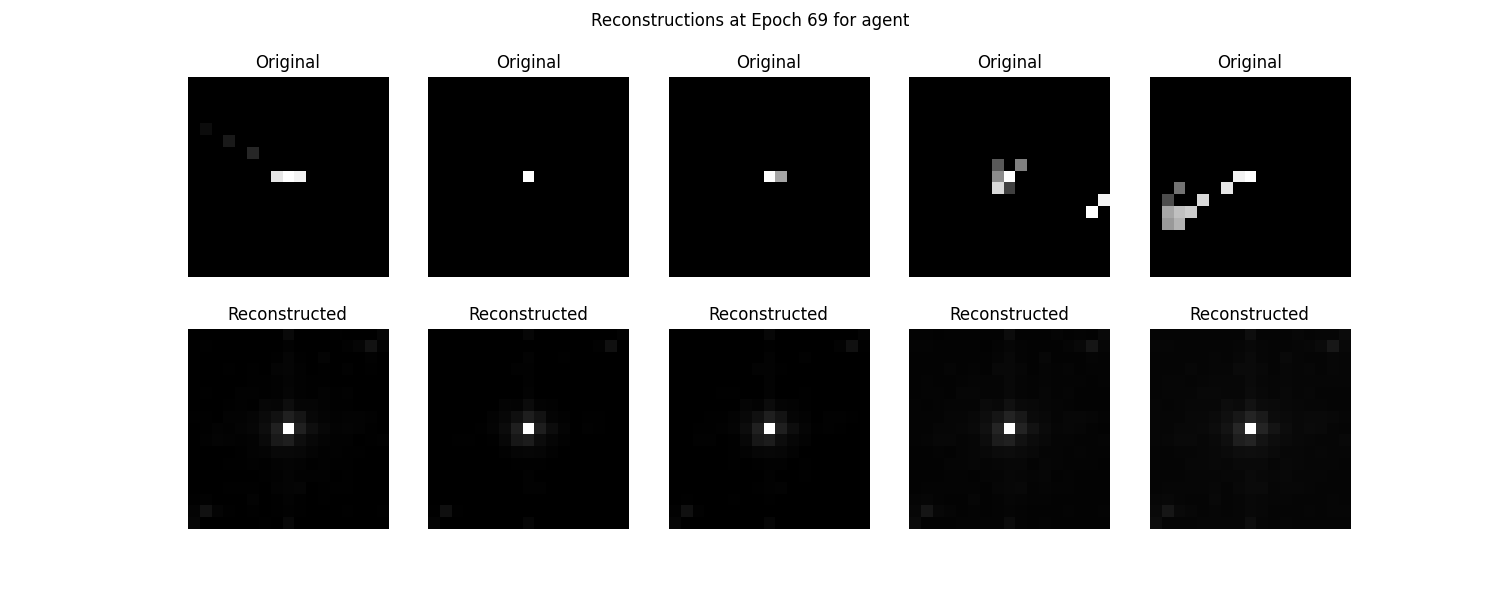 Reconstructions at Epoch 69 for agent
Original Original Original Original Original
Reconstructed Reconstructed Reconstructed Reconstructed Reconstructed